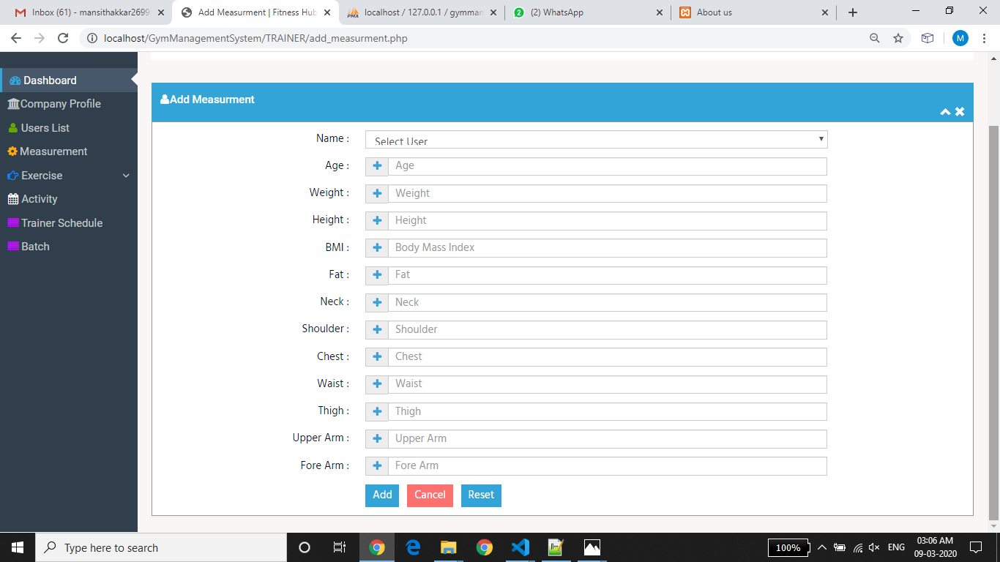 Inbox (61) - mansithakkar2699
Add Measurment | Fitness Hub
localhost / 127.0.0.1 / gymman
(2) WhatsApp
About us
localhost/GymManagementSystem/TRAINER/add_measurment.php
M
Dashboard
Company Profile
Users List
Measurement
Exercise
Activity
Trainer Schedule
Batch
Add Measurment
Name :
Select User
Age :
Age
Weight :
Weight
Height :
Height
BMI :
Body Mass Index
Fat :
Fat
Neck :
Neck
Shoulder :
Shoulder
Chest :
Chest
Waist :
Waist
Thigh :
Thigh
Upper Arm :
Upper Arm
Fore Arm :
Fore Arm
Add
Cancel
Reset
Type here to search
100%
ENG
03:06 AM
09-03-2020